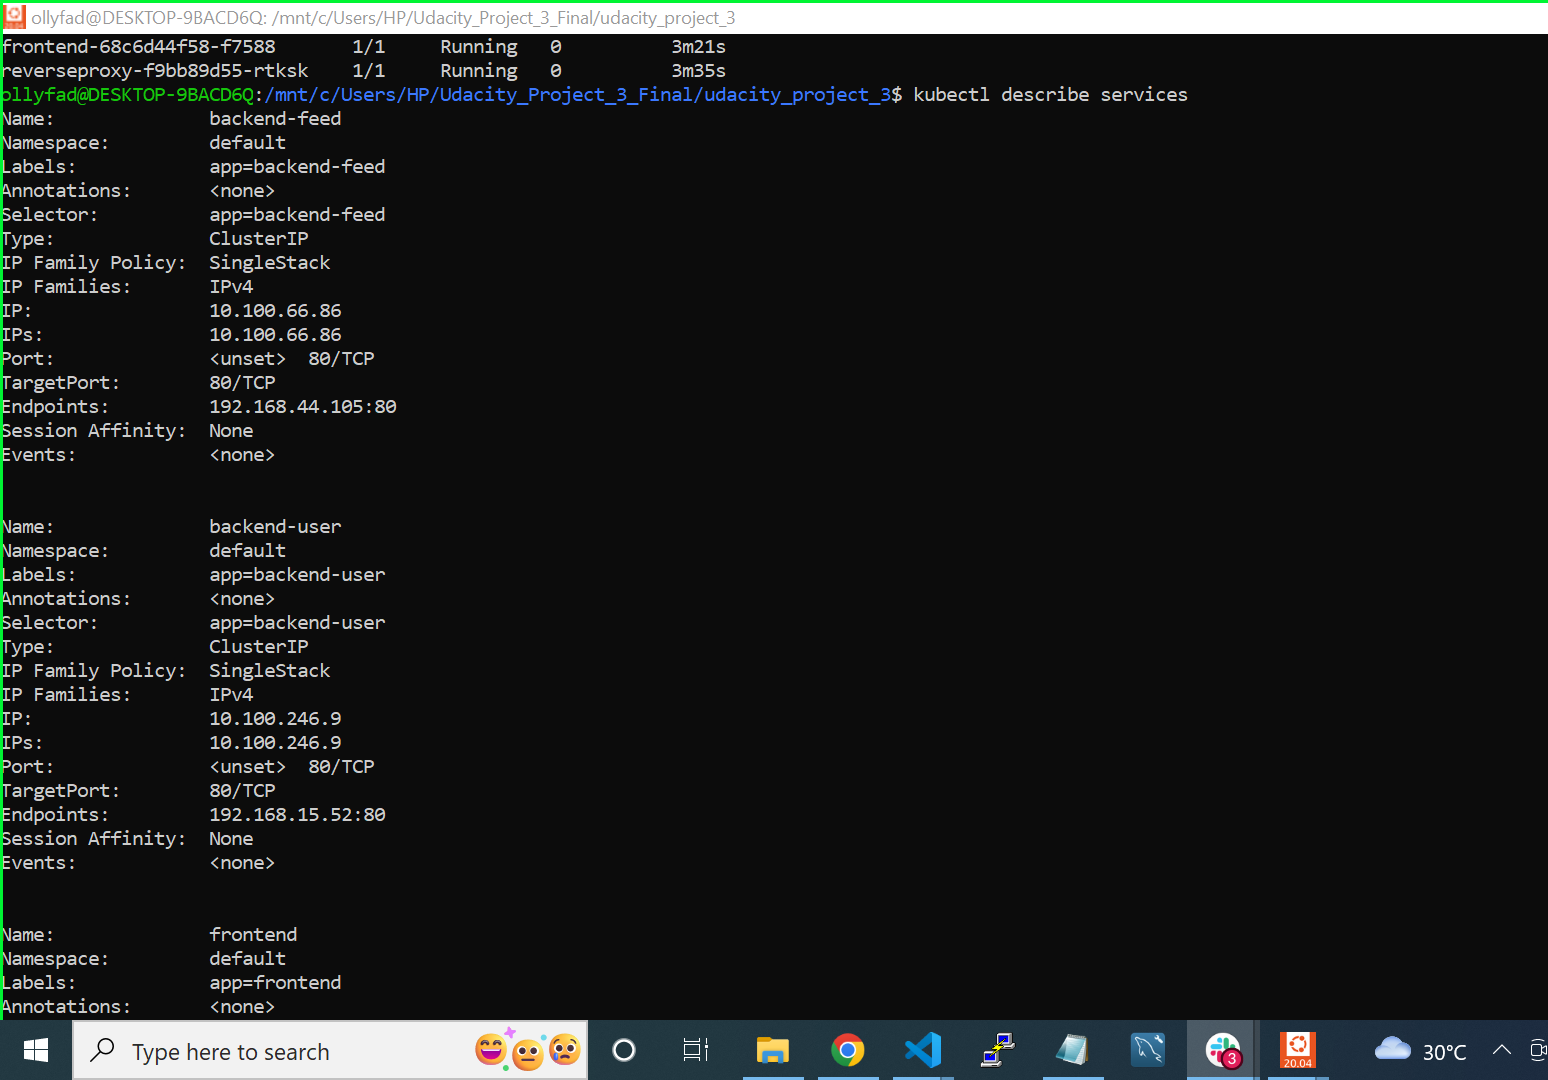 ollyfad@DESKTOP-9BACD6Q: /mnt/c/Users/HP/Udacity_Project_3_Final/udacity_project_3
frontend-68c6d44f58-f7588 1/1 Running 0 3m21s
reverseproxy-f9bb89d55-rtksk 1/1 Running 0 3m35s
ollyfad@DESKTOP-9BACD6Q:/mnt/c/Users/HP/Udacity_Project_3_Final/udacity_project_3$ kubectl describe services
Name: backend-feed
Namespace: default
Labels: app=backend-feed
Annotations: <none>
Selector: app=backend-feed
Type: ClusterIP
IP Family Policy: SingleStack
IP Families: IPv4
IP: 10.100.66.86
IPs: 10.100.66.86
Port: <unset> 80/TCP
TargetPort: 80/TCP
Endpoints: 192.168.44.105:80
Session Affinity: None
Events: <none>
Name: backend-user
Namespace: default
Labels: app=backend-user
Annotations: <none>
Selector: app=backend-user
Type: ClusterIP
IP Family Policy: SingleStack
IP Families: IPv4
IP: 10.100.246.9
IPs: 10.100.246.9
Port: <unset> 80/TCP
TargetPort: 80/TCP
Endpoints: 192.168.15.52:80
Session Affinity: None
Events: <none>
Name: frontend
Namespace: default
Labels: app=frontend
Annotations: <none>
Type here to search
3
20.04
30°C